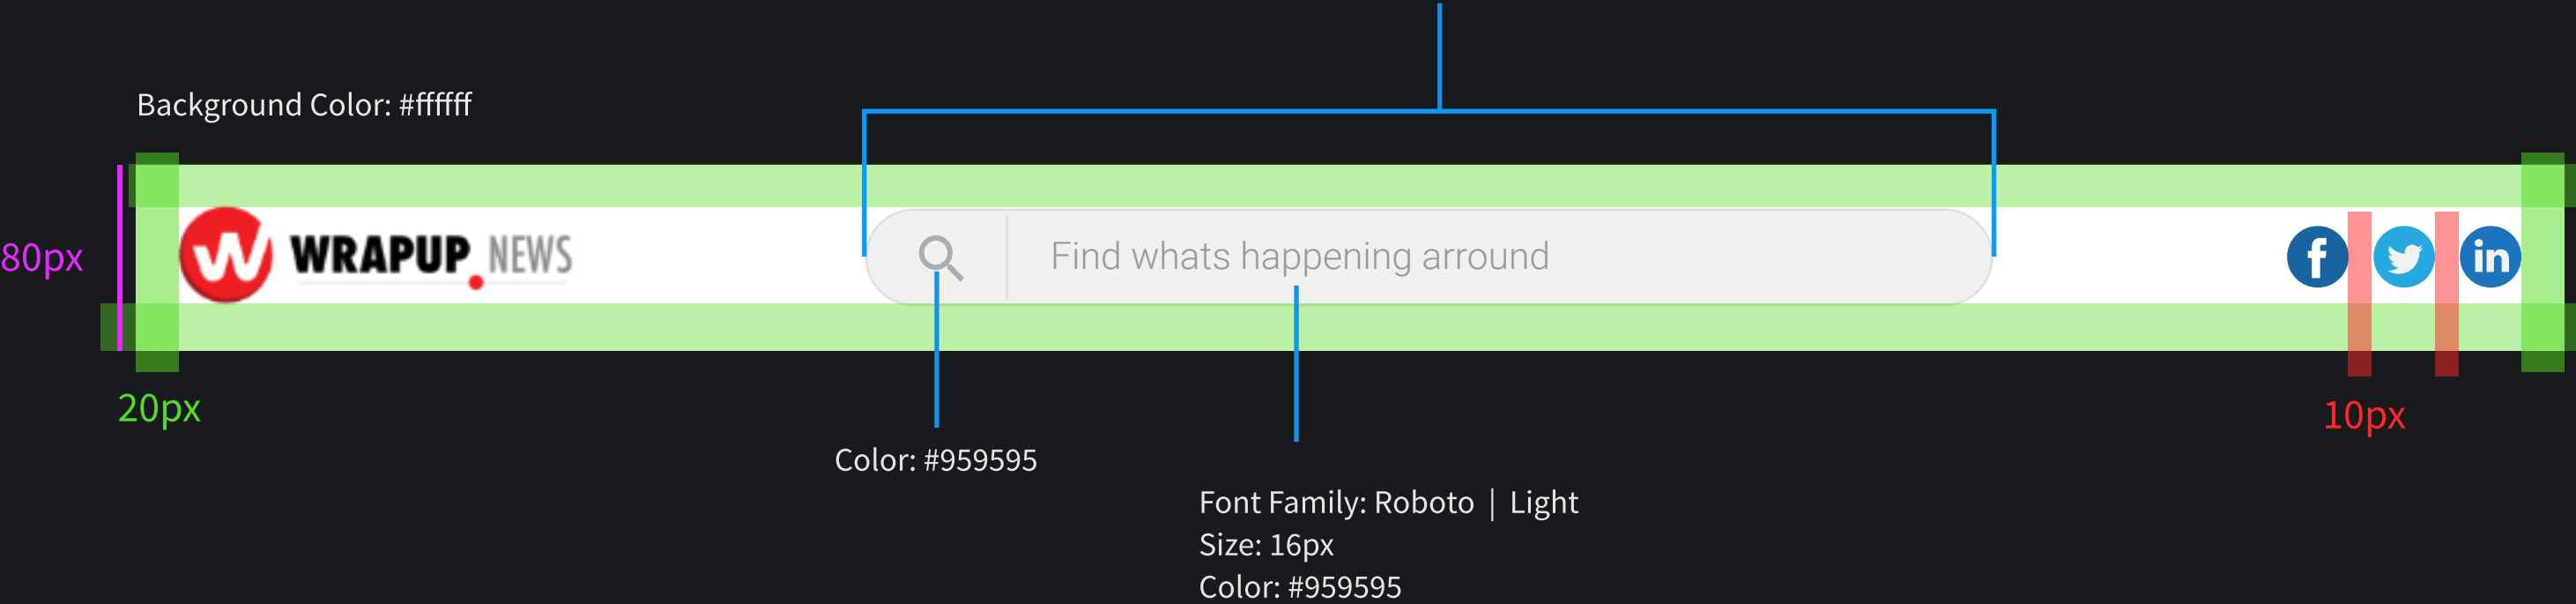 Background Color: #ffffff
80px
WRAPUP.NEWS
Find whats happening arround
f
in
20px
10px
Color: #959595
Font Family: Roboto | Light
Size: 16px
Color: #959595